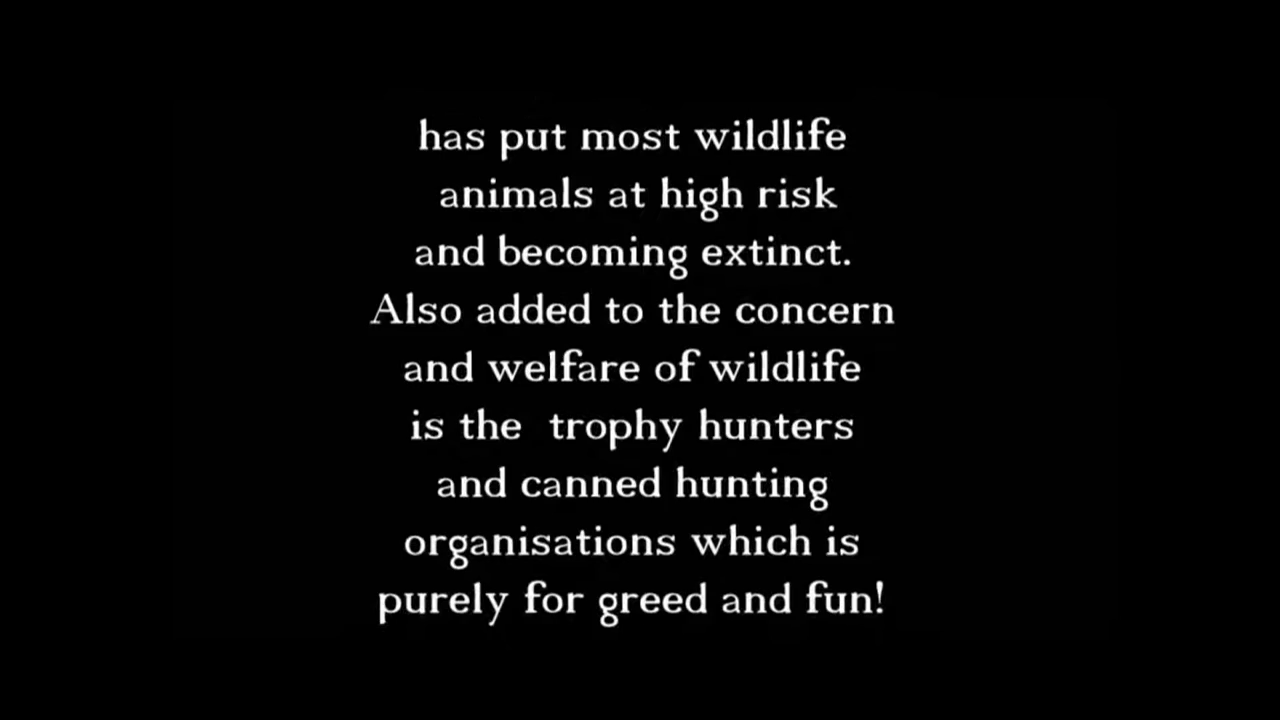 has put most wildlife
animals at high risk
and becoming extinct.
Also added to the concern
and welfare of wildlife
is the  trophy hunters
and canned hunting
organisations which is
purely for greed and fun!